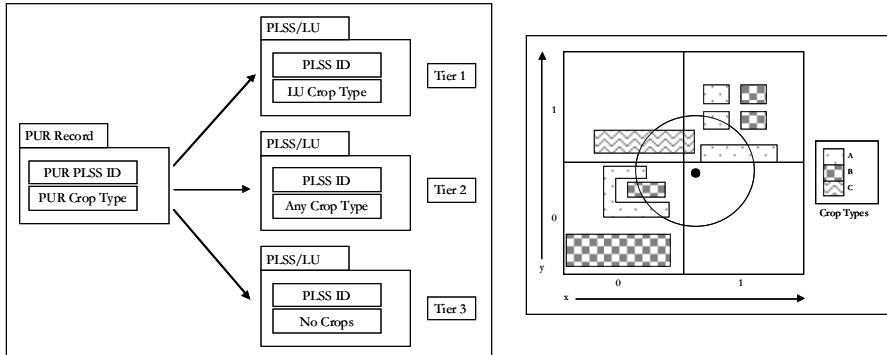 PLSS/LU
PLSS ID
LU Crop Type
Tier 1
PUR Record
PUR PLSS ID
PUR Crop Type
PLSS/LU
PLSS ID
Any Crop Type
Tier 2
PLSS/LU
PLSS ID
No Crops
Tier 3
1
0
y
x
0
1
A
B
C
Crop Types